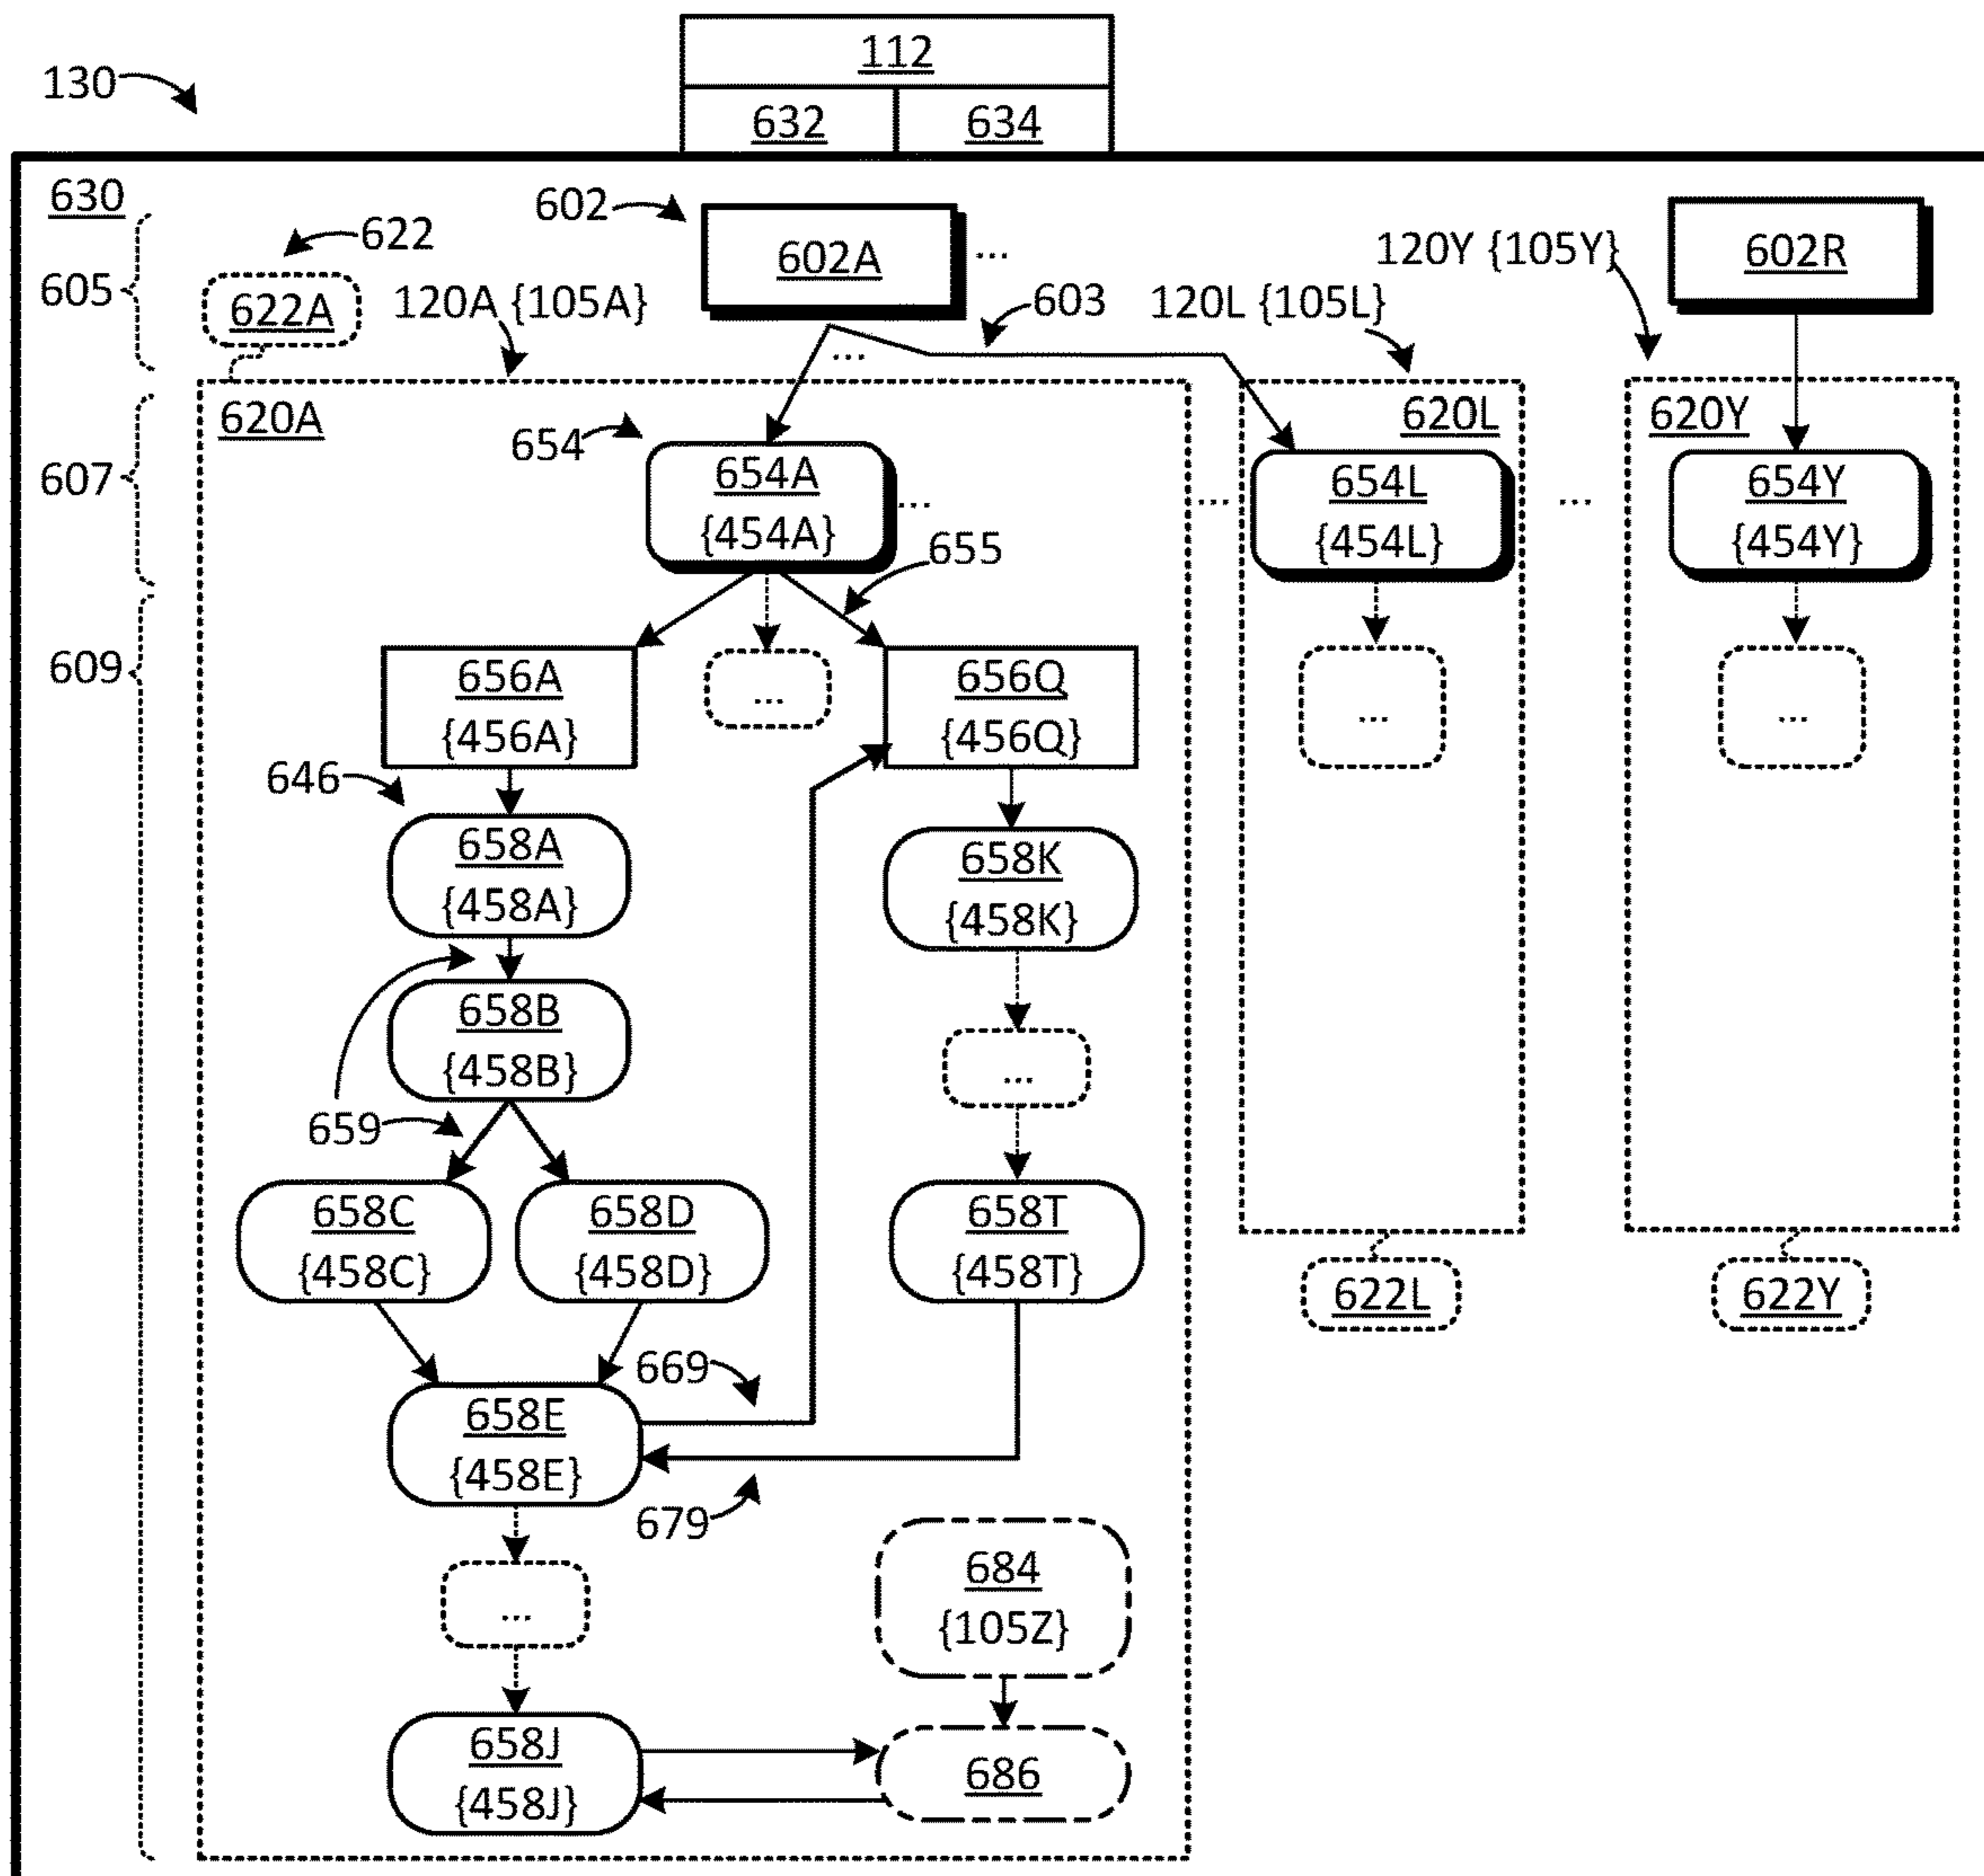 112
130
632 634
630
602
622
602A ...
120Y {105Y}
602R
605
622A
120A {105A}
603
120L {105L}
...
620A
620L
620Y
654
607
654A
{454A}
...
...
654L
{454L}
...
654Y
{454Y}
655
609
656A
{456A}
...
656Q
{456Q}
...
...
646
658A
{458A}
658K
{458K}
658B
{458B}
...
659
658C
{458C}
658D
{458D}
658T
{458T}
622L
622Y
669
658E
{458E}
679
684
{105Z}
...
658J
{458J}
686